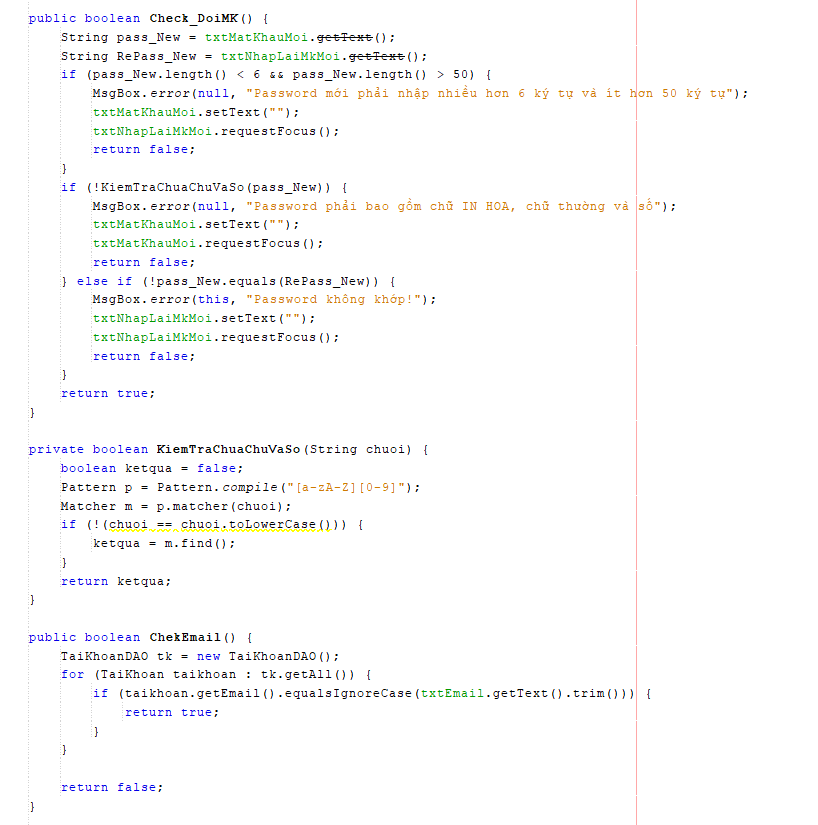 public boolean Check_DoiMK() {
    String pass_New = txtMatKhauMoi.getText();
    String RePass_New = txtNhapLaiMkMoi.getText();
    if (pass_New.length() < 6 && pass_New.length() > 50) {
        MsgBox.error(null, "Password mới phải nhập nhiều hơn 6 ký tự và ít hơn 50 ký tự");
        txtMatKhauMoi.setText("");
        txtNhapLaiMkMoi.requestFocus();
        return false;
    }
    if (!KiemTraChuaChuVaSo(pass_New)) {
        MsgBox.error(null, "Password phải bao gồm chữ IN HOA, chữ thường và số");
        txtMatKhauMoi.setText("");
        txtMatKhauMoi.requestFocus();
        return false;
    } else if (!pass_New.equals(RePass_New)) {
        MsgBox.error(this, "Password không khớp!");
        txtNhapLaiMkMoi.setText("");
        txtNhapLaiMkMoi.requestFocus();
        return false;
    }
    return true;
}

private boolean KiemTraChuaChuVaSo(String chuoi) {
    boolean ketqua = false;
    Pattern p = Pattern.compile("[a-zA-Z][0-9]");
    Matcher m = p.matcher(chuoi);
    if (!(chuoi == chuoi.toLowerCase())) {
        ketqua = m.find();
    }
    return ketqua;
}

public boolean ChekEmail() {
    TaiKhoanDAO tk = new TaiKhoanDAO();
    for (TaiKhoan taikhoan : tk.getAll()) {
        if (taikhoan.getEmail().equalsIgnoreCase(txtEmail.getText().trim())) {
            return true;
        }
    }

    return false;
}